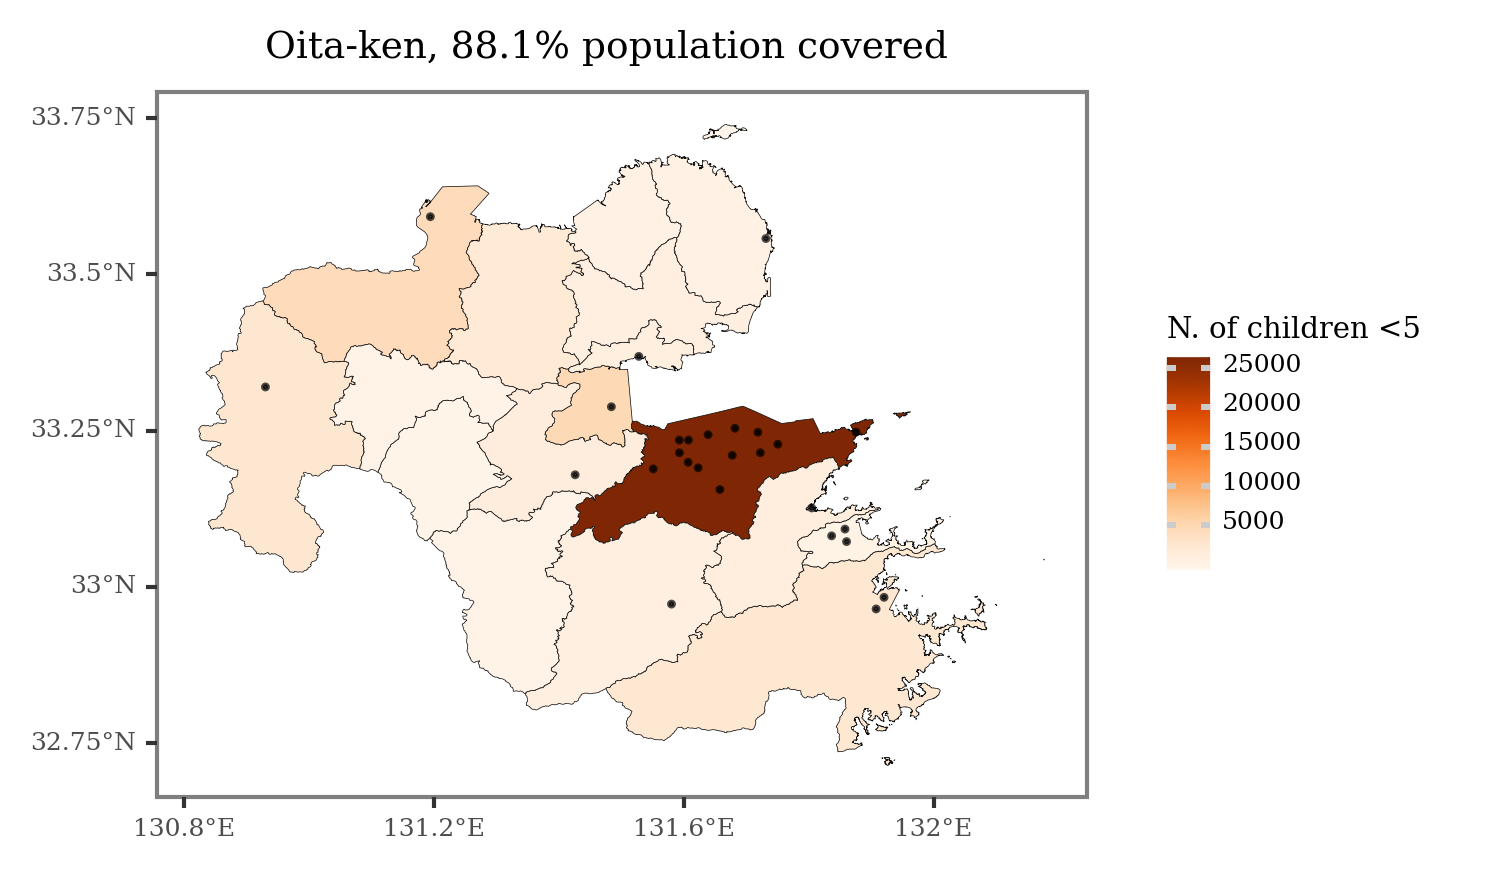 Oita-ken, 88.1% population covered
33.75°N
33.5°N
33.25°N
33°N
32.75°N
130.8°E
131.2°E
131.6°E
132°E
N. of children <5
25000
20000
15000
10000
5000